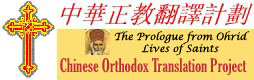 中華正教翻譯計劃
The Prologue from Ohrid
Lives of Saints
Chinese Orthodox Translation Project